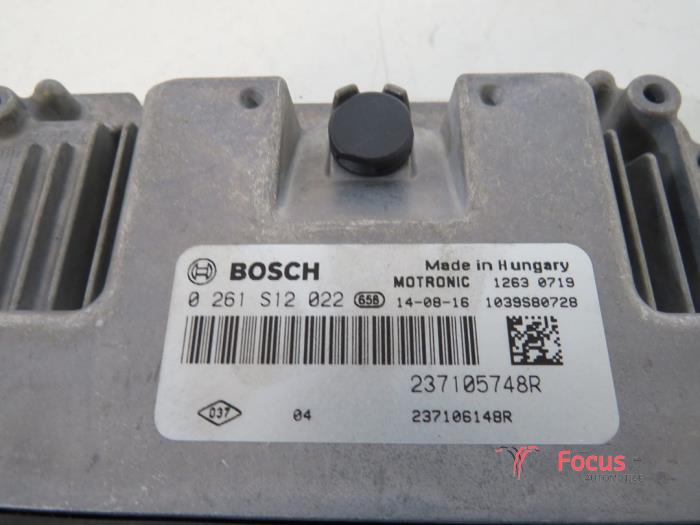 BOSCH
Made in Hungary
MOTRONIC 1263 0719
0 261 S12 022 658 14-08-16 1039S80728
237105748R
037 04 237106148R
Focus
AUTOMOTIVE